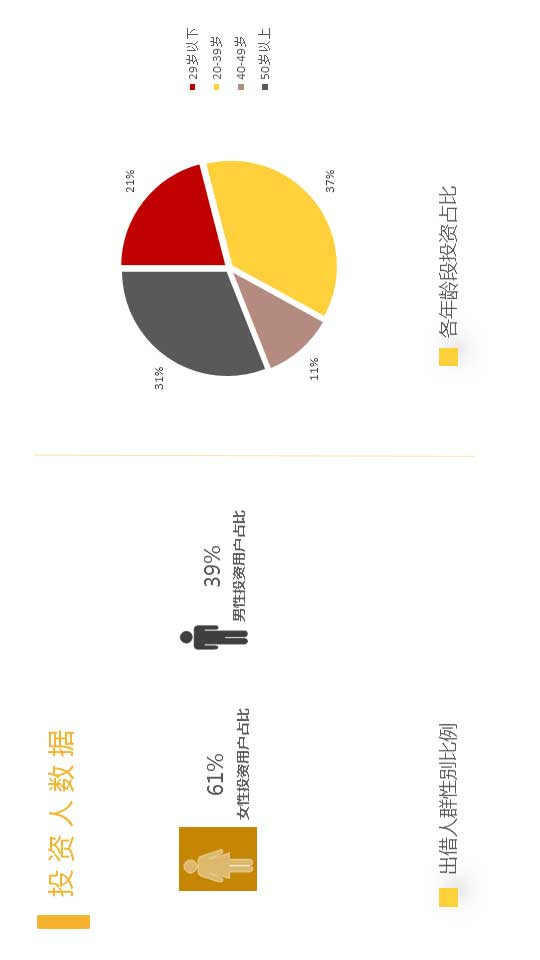 投资人数据
61%
女性投资用户占比
39%
男性投资用户占比
出借人群性别比例
21%
37%
31%
11%
29岁以下
20-39岁
40-49岁
50岁以上
各年龄段投资占比